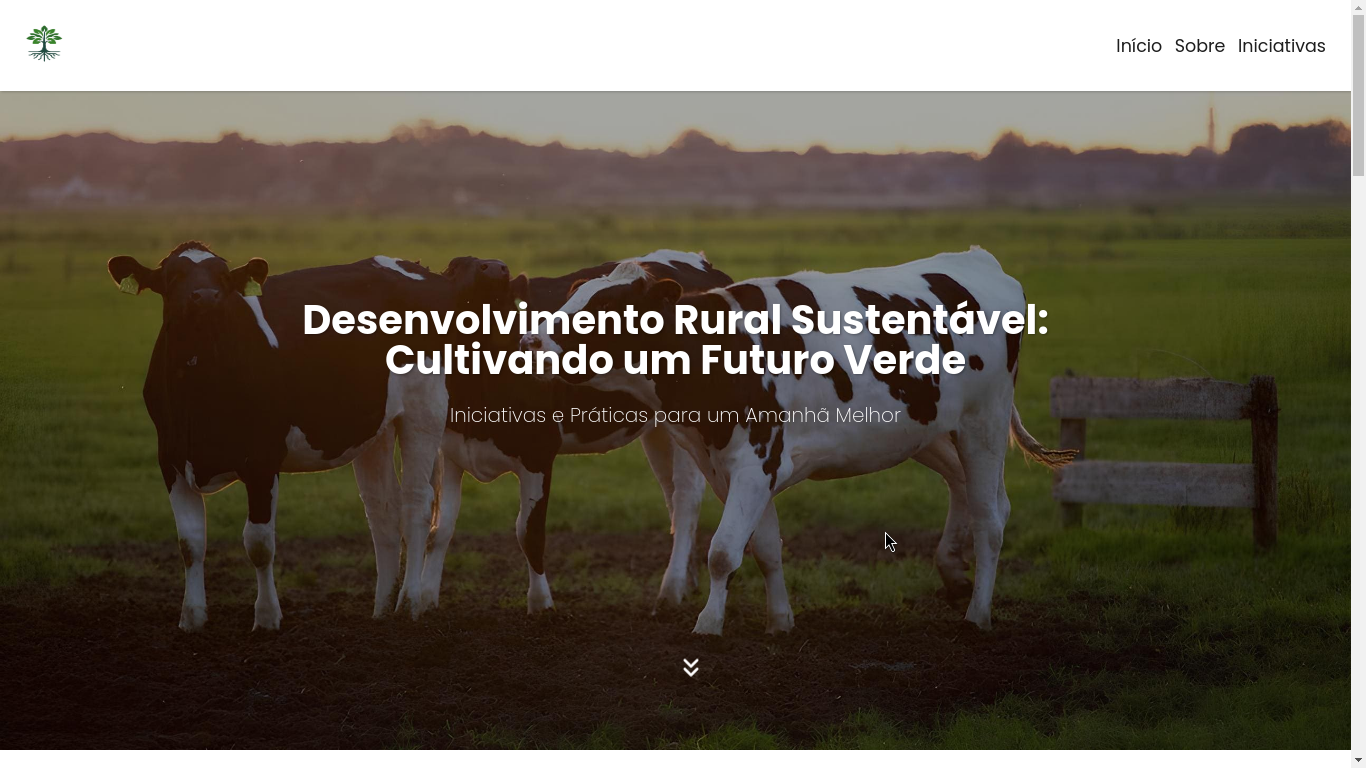 Início Sobre Iniciativas
Desenvolvimento Rural Sustentável:
Cultivando um Futuro Verde
Iniciativas e Práticas para um Amanhã Melhor